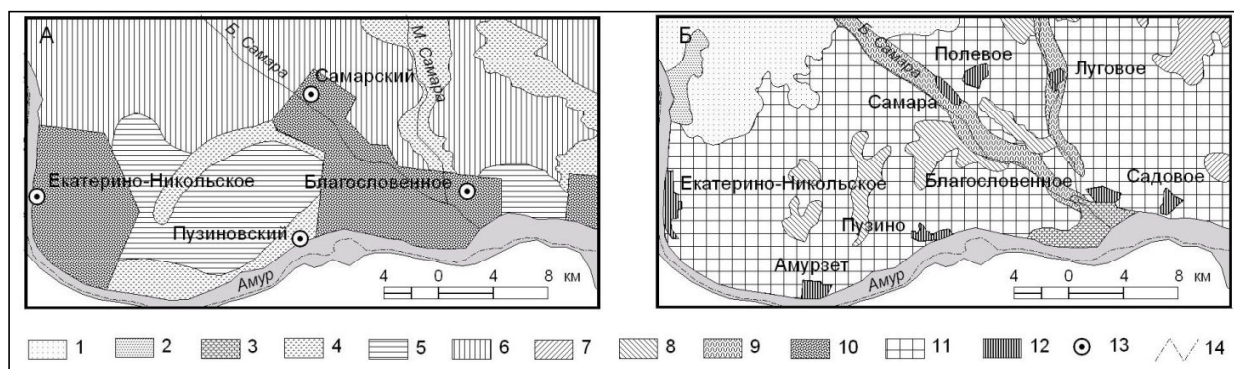 А
Б. Самара
М. Самара
Самарский
Екатерино-Никольское
Благословенное
Пузиновский
Амур
4 0 4 8 км
Б
Б. Самара
Полевое
Луговое
Самара
Екатерино-Никольское
Благословенное
Садовое
Пузино
Амурзет
Амур
4 0 4 8 км
1 2 3 4 5 6 7 8 9 10 11 12 13 14